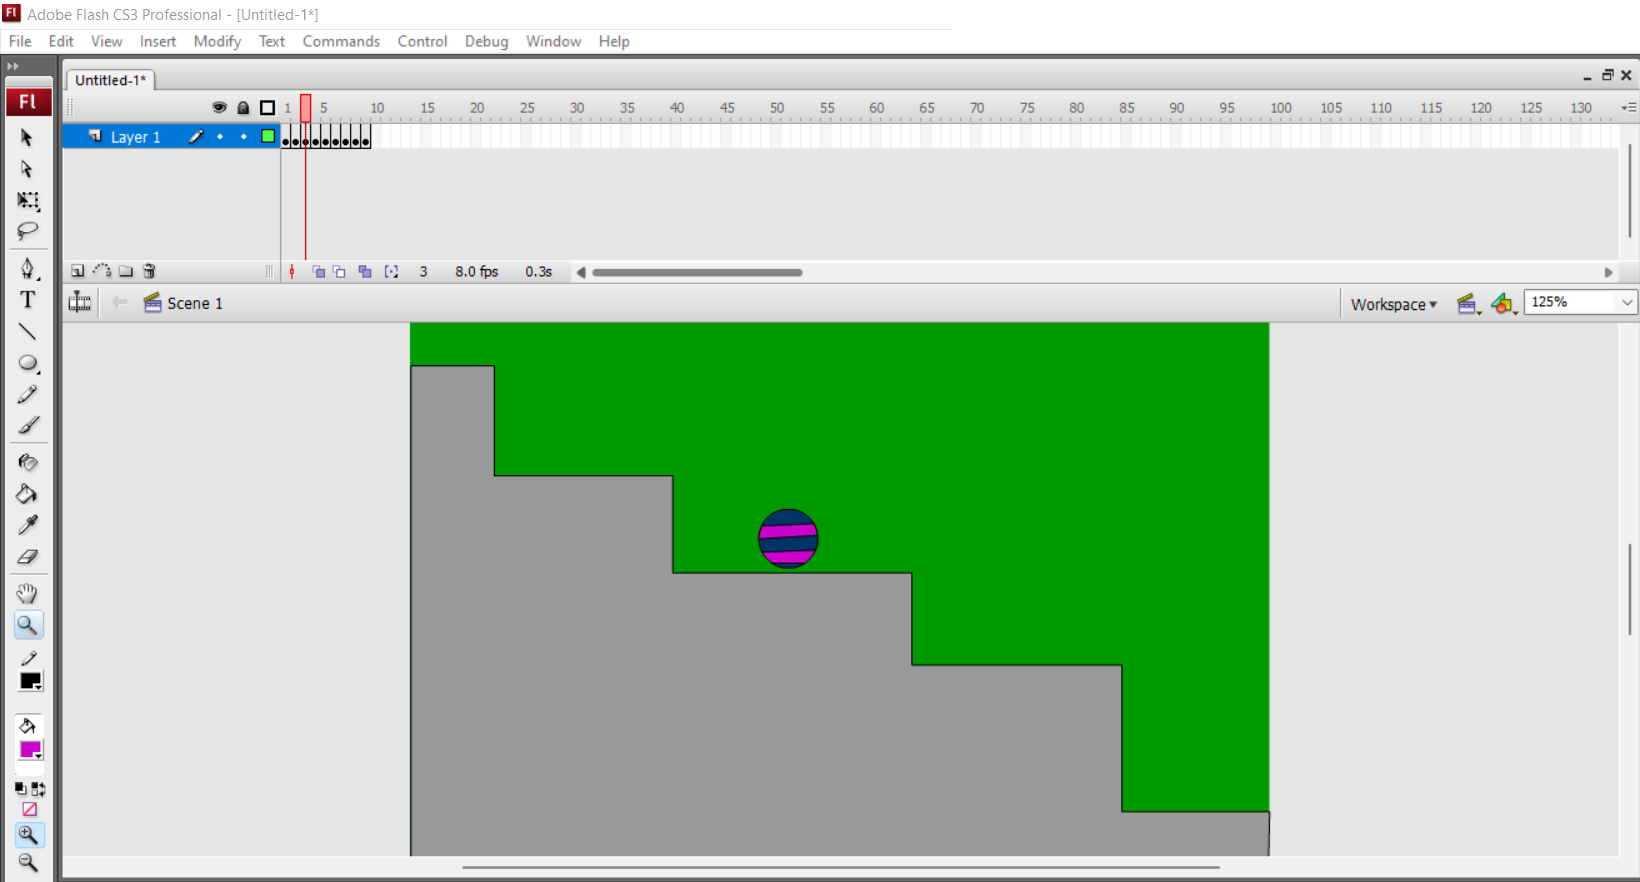 Fl Adobe Flash CS3 Professional - [Untitled-1*]
File Edit View Insert Modify Text Commands Control Debug Window Help
Untitled-1*
Fl
1 5 10 15 20 25 30 35 40 45 50 55 60 65 70 75 80 85 90 95 100 105 110 115 120 125 130
Layer 1
3 8.0 fps 0.3s
T
Scene 1 Workspace 125%